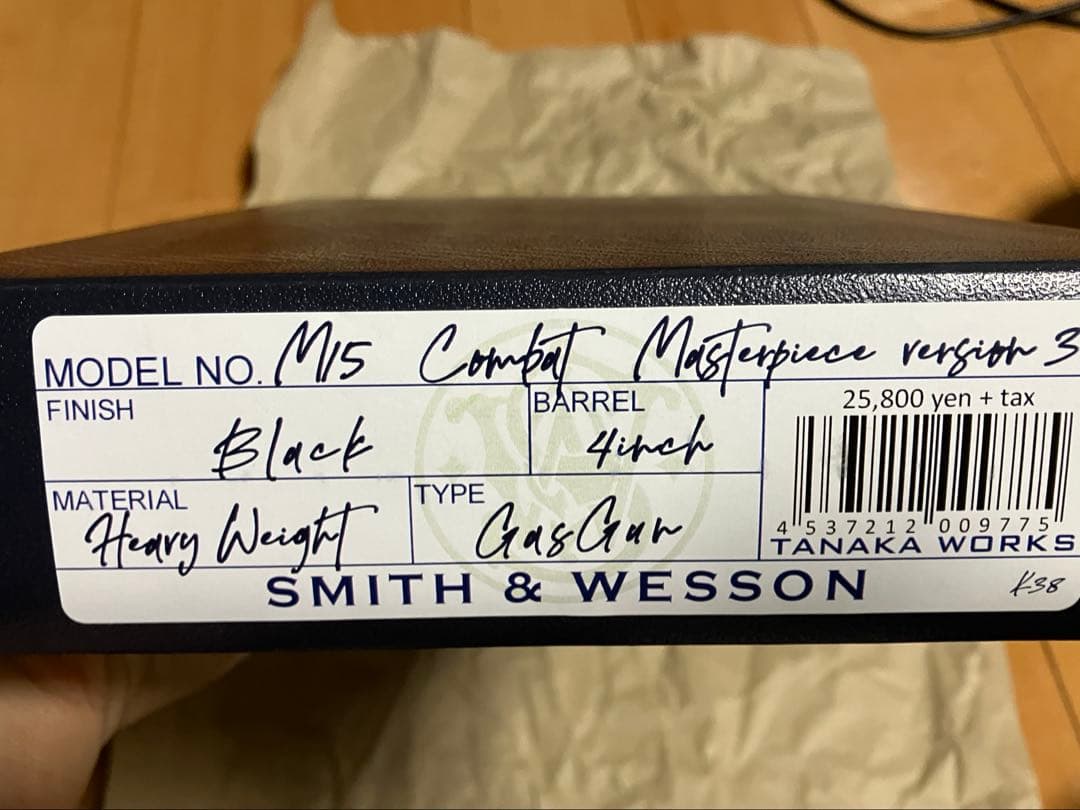 MODEL NO. M15 Combat Masterpiece version 3
FINISH
Black
BARREL
4inch
25,800 yen + tax
MATERIAL
Heavy Weight
TYPE
GasGun
4 537212 009775
TANAKA WORKS
SMITH & WESSON
K38